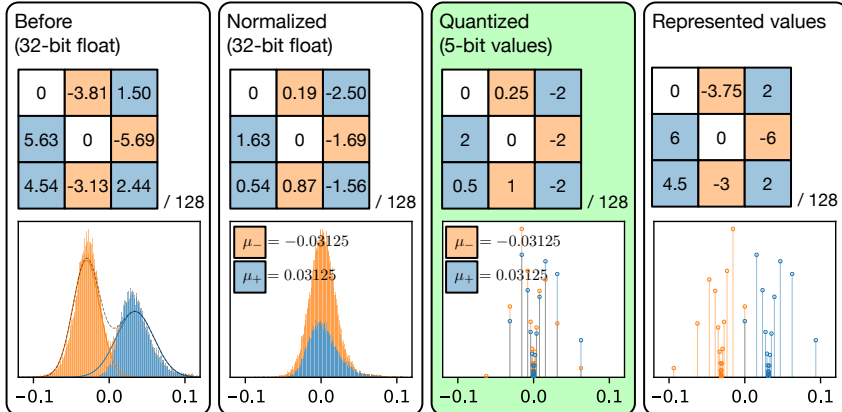 Before
(32-bit float)
0 -3.81 1.50
5.63 0 -5.69
4.54 -3.13 2.44
/ 128
-0.1 0.0 0.1
Normalized
(32-bit float)
0 0.19 -2.50
1.63 0 -1.69
0.54 0.87 -1.56
/ 128
μ₋ = −0.03125
μ₊ = 0.03125
-0.1 0.0 0.1
Quantized
(5-bit values)
0 0.25 -2
2 0 -2
0.5 1 -2
/ 128
μ₋ = −0.03125
μ₊ = 0.03125
-0.1 0.0 0.1
Represented values
0 -3.75 2
6 0 -6
4.5 -3 2
/ 128
-0.1 0.0 0.1